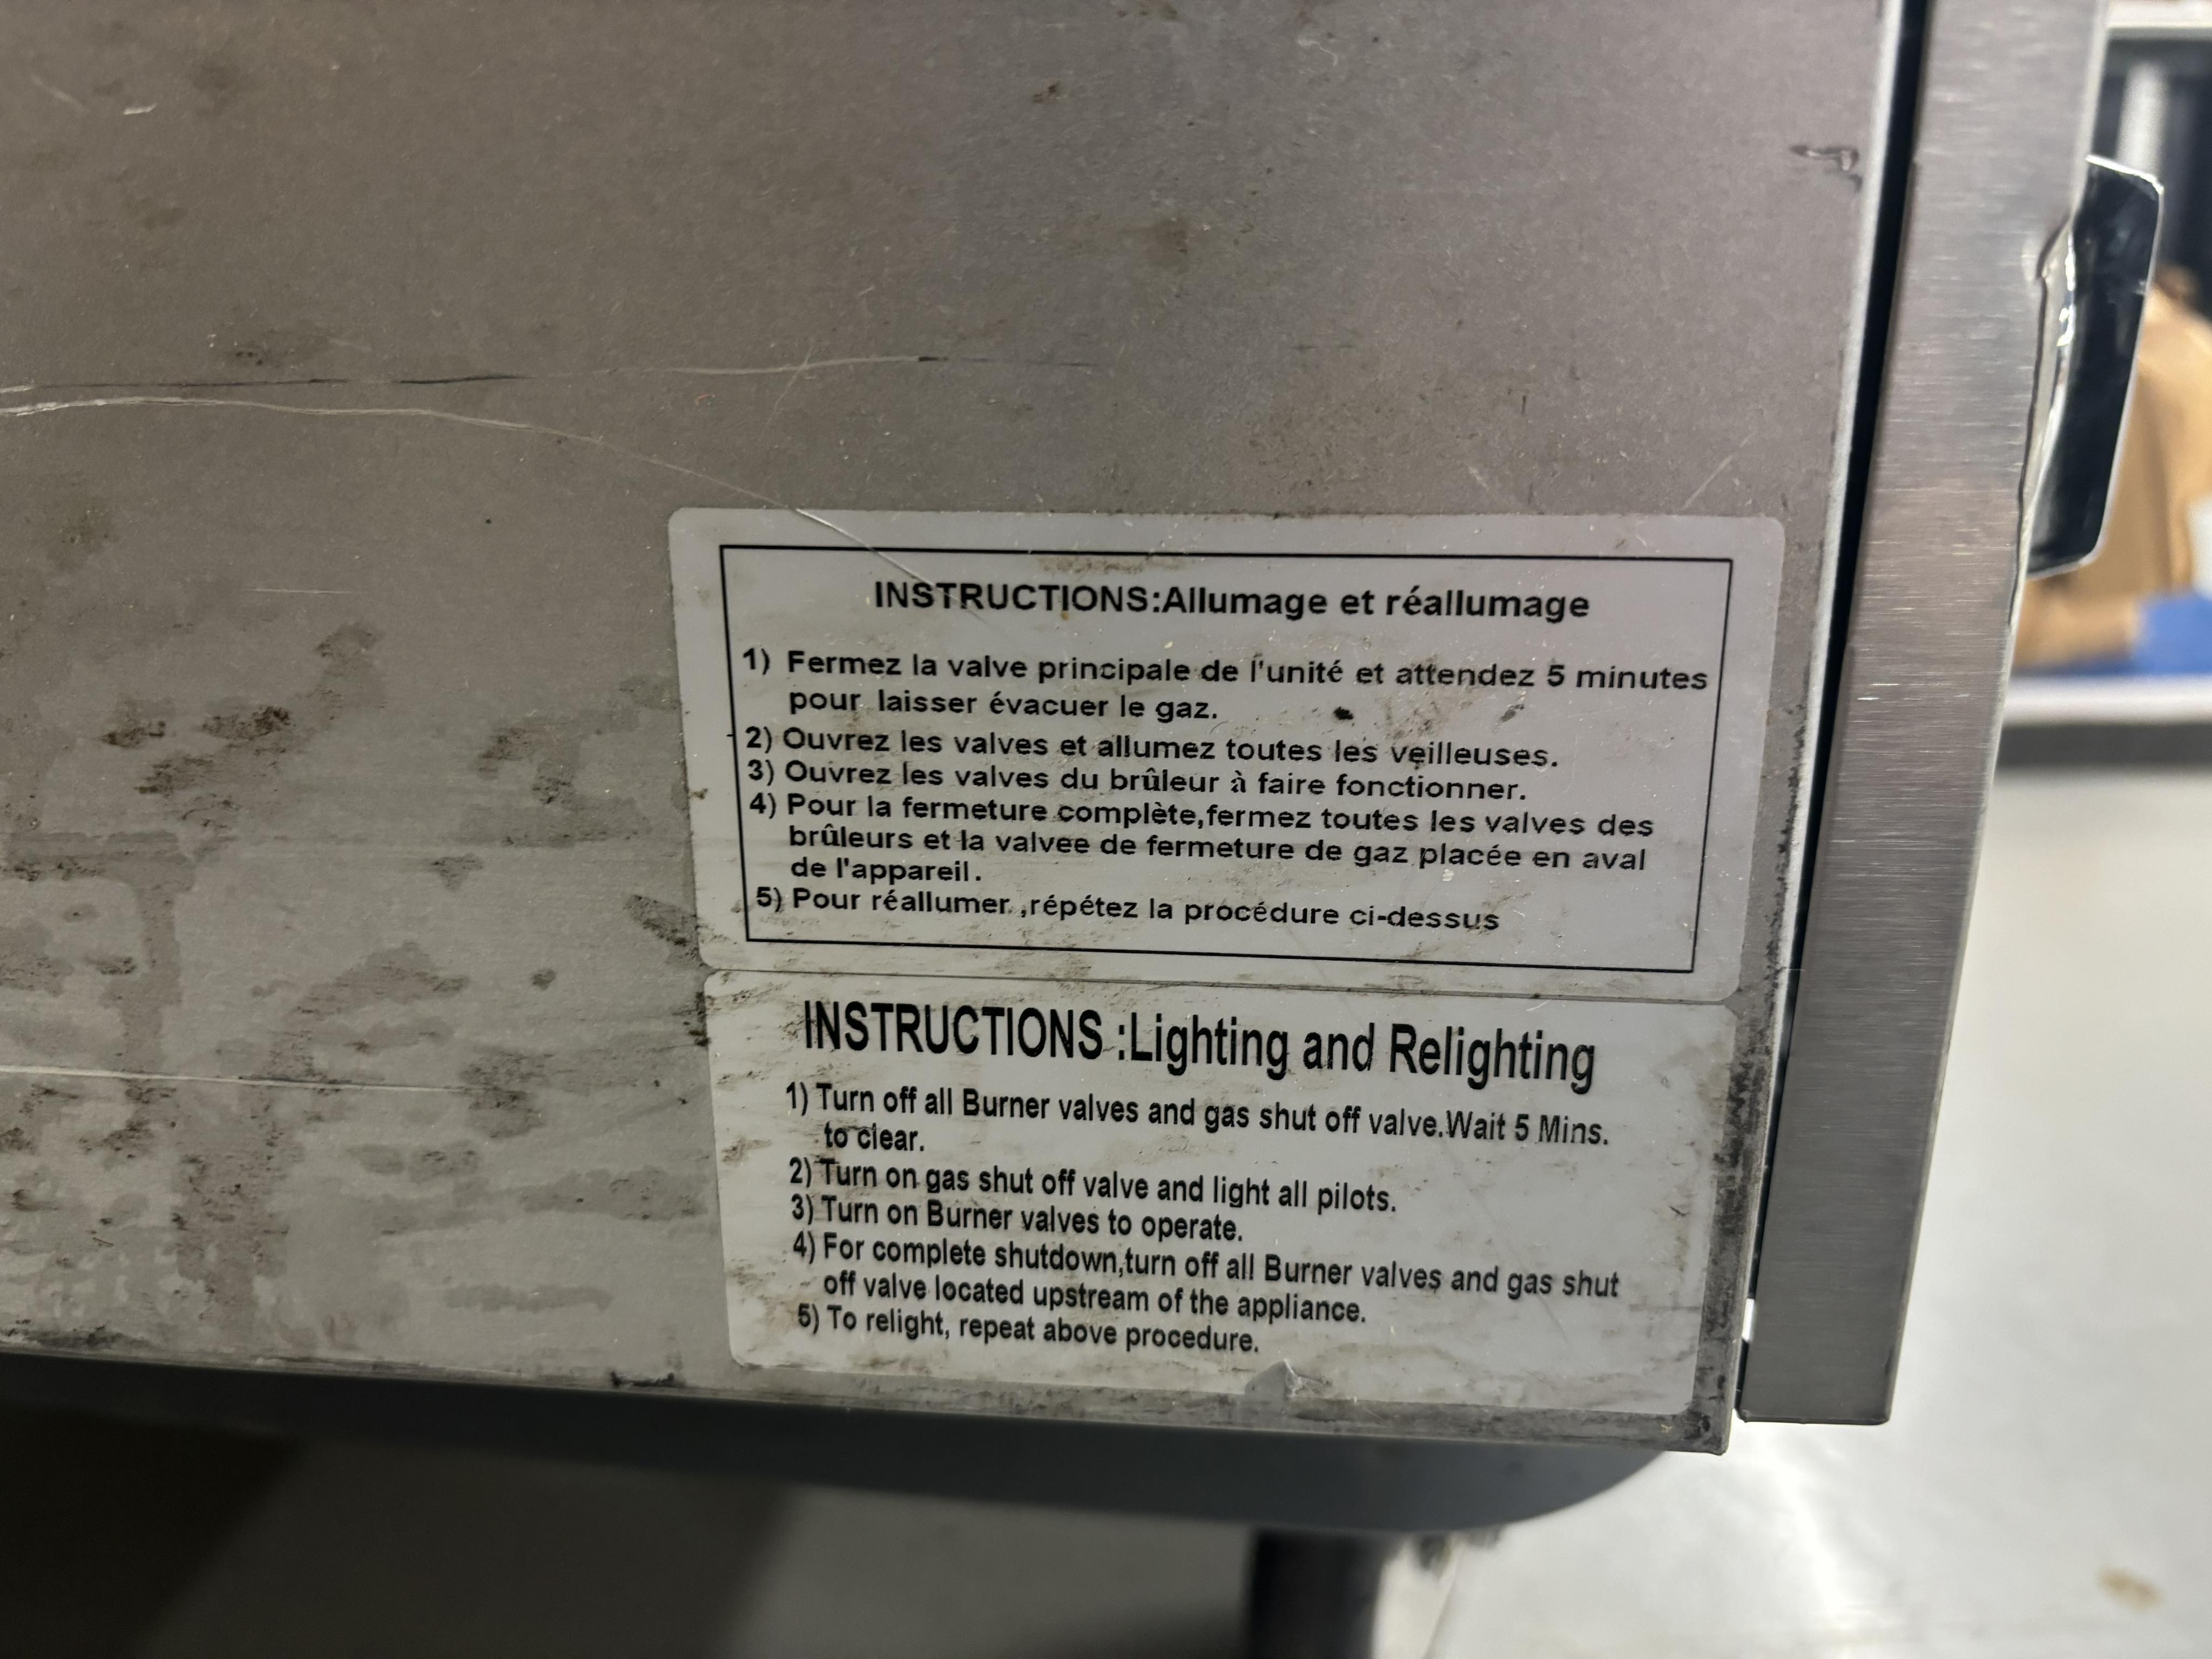 INSTRUCTIONS:Allumage et réallumage
1) Fermez la valve principale de l'unité et attendez 5 minutes
pour laisser évacuer le gaz.
2) Ouvrez les valves et allumez toutes les veilleuses.
3) Ouvrez les valves du brûleur à faire fonctionner.
4) Pour la fermeture complète,fermez toutes les valves des
brûleurs et la valvee de fermeture de gaz placée en aval
de l'appareil.
5) Pour réallumer ,répétez la procédure ci-dessus
INSTRUCTIONS :Lighting and Relighting
1) Turn off all Burner valves and gas shut off valve.Wait 5 Mins.
to clear.
2) Turn on gas shut off valve and light all pilots.
3) Turn on Burner valves to operate.
4) For complete shutdown,turn off all Burner valves and gas shut
off valve located upstream of the appliance.
5) To relight, repeat above procedure.